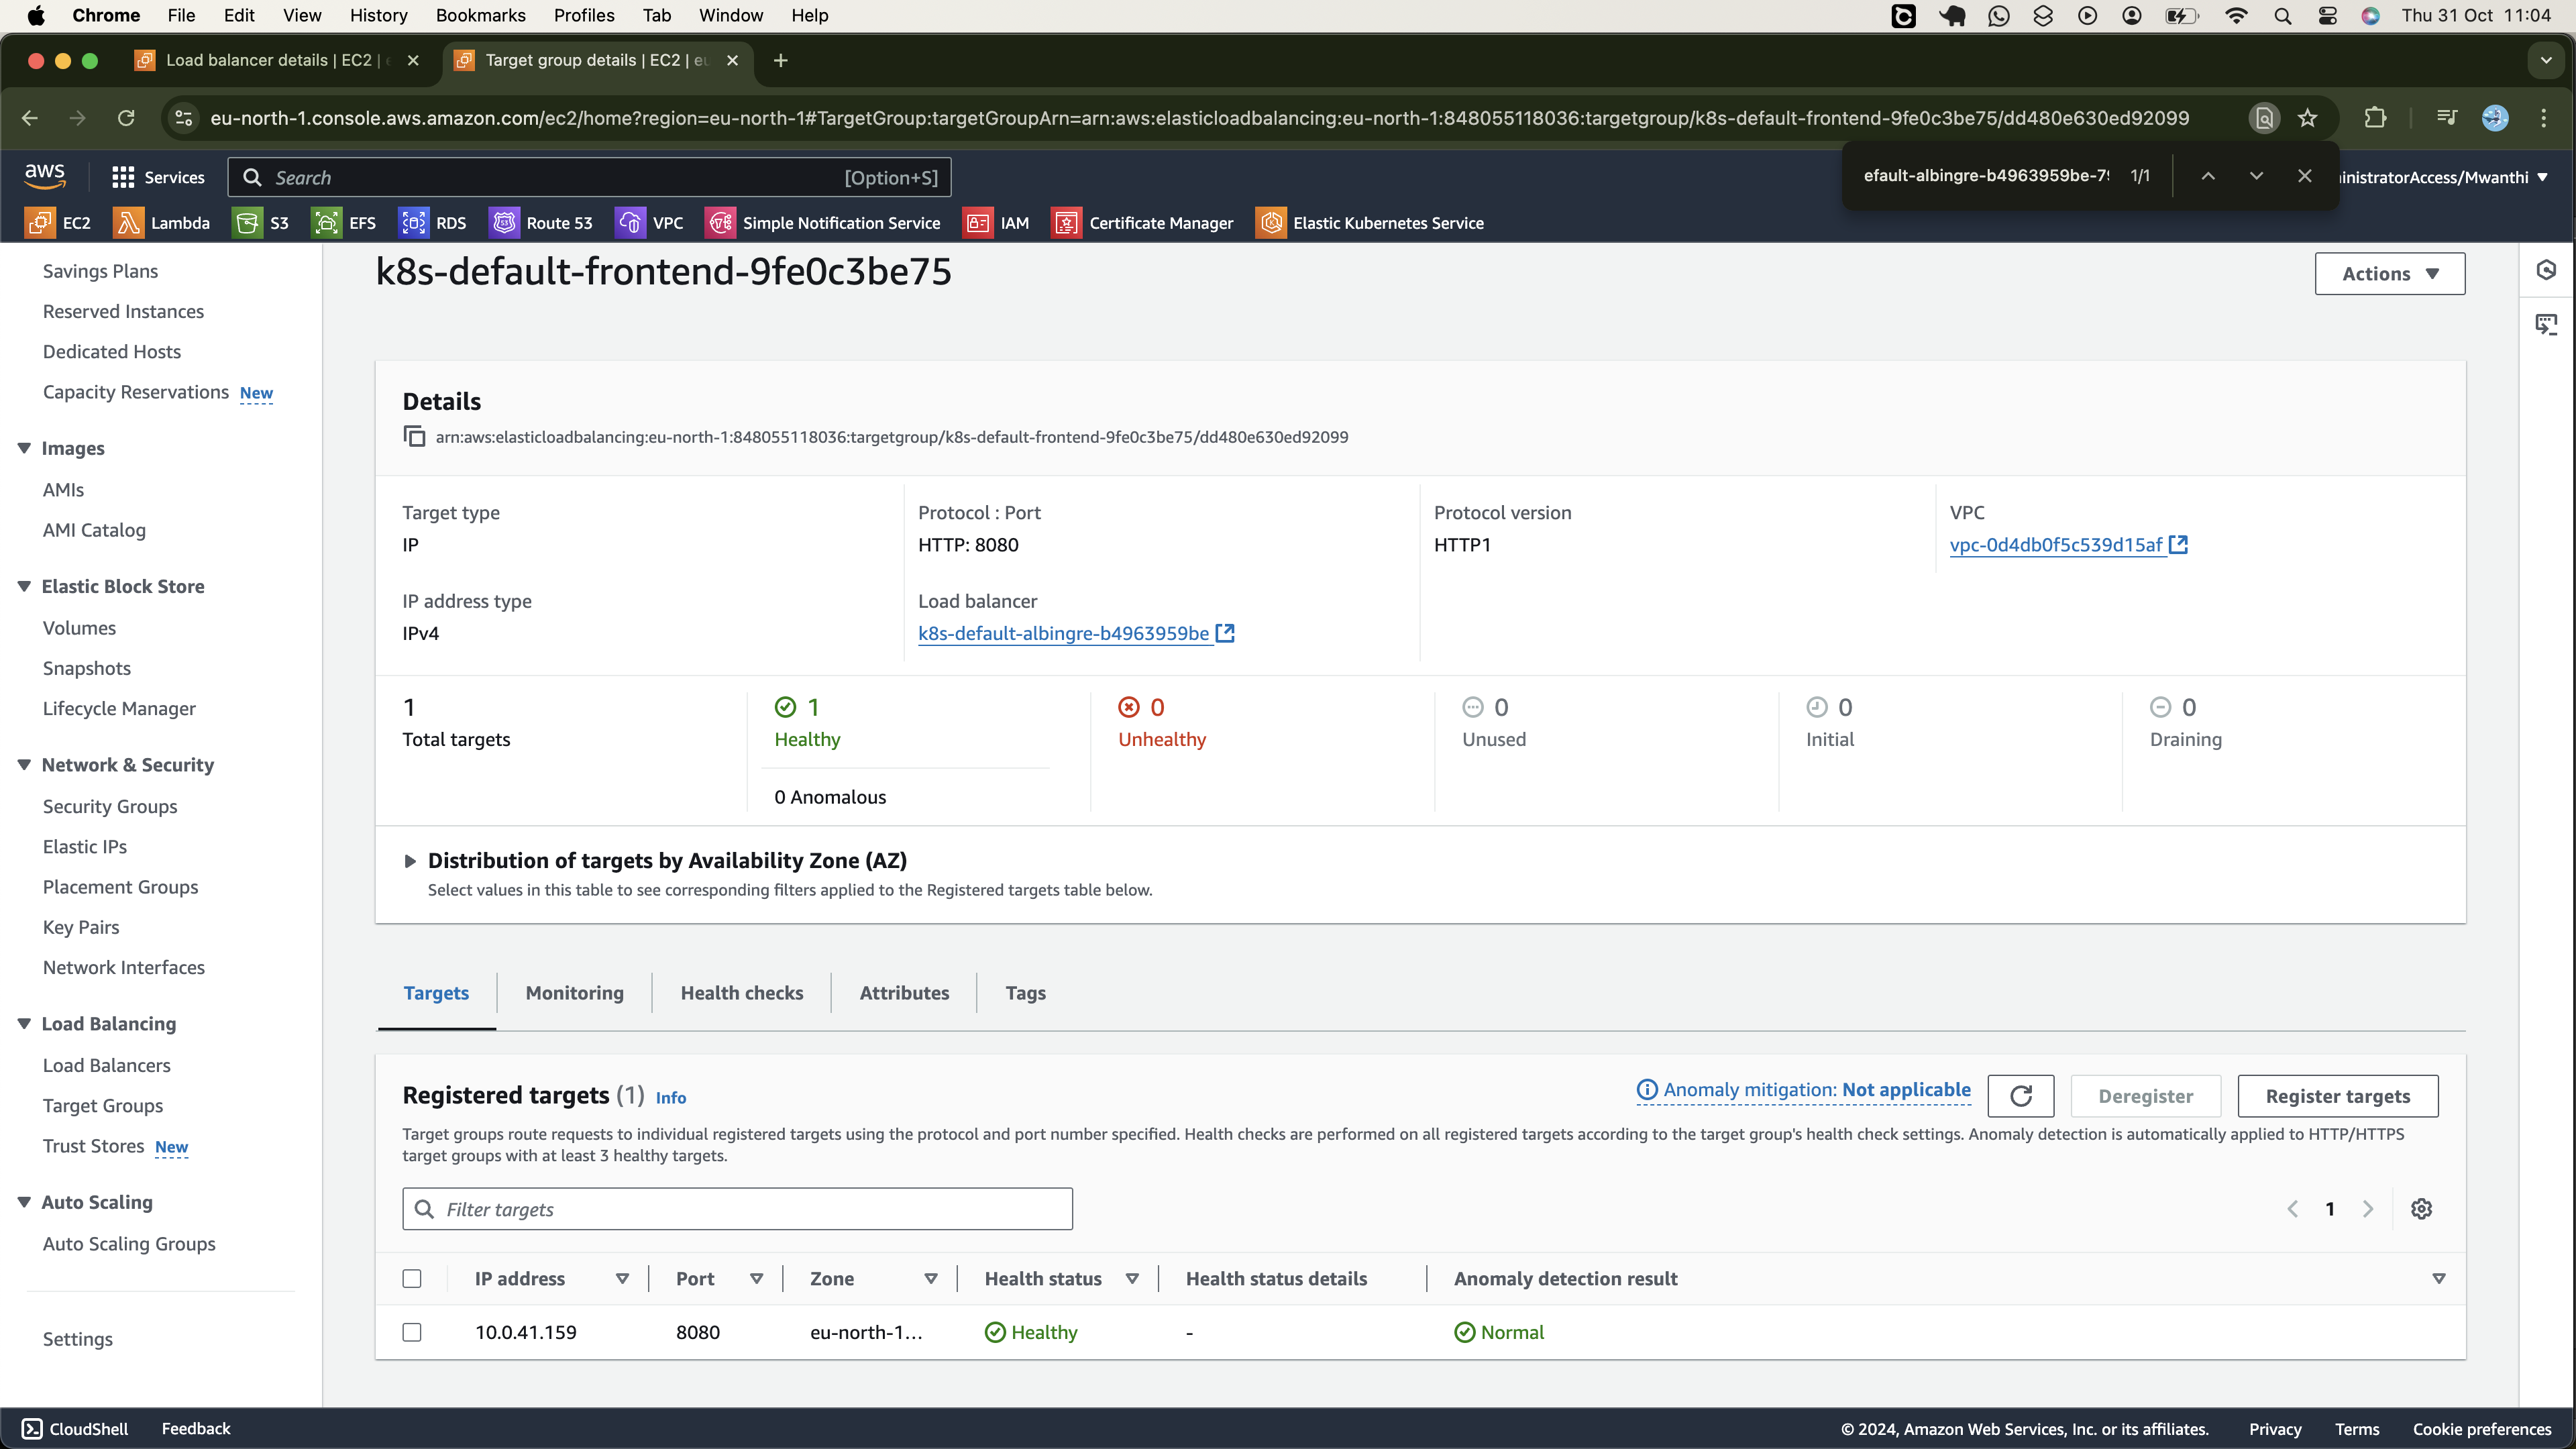 Chrome File Edit View History Bookmarks Profiles Tab Window Help Thu 31 Oct 11:04
Load balancer details | EC2 |
Target group details | EC2 | eu
eu-north-1.console.aws.amazon.com/ec2/home?region=eu-north-1#TargetGroup:targetGroupArn=arn:aws:elasticloadbalancing:eu-north-1:848055118036:targetgroup/k8s-default-frontend-9fe0c3be75/dd480e630ed92099
aws Services Search [Option+S]
efault-albingre-b4963959be-79 1/1
inistratorAccess/Mwanthi
EC2 Lambda S3 EFS RDS Route 53 VPC Simple Notification Service IAM Certificate Manager Elastic Kubernetes Service
Savings Plans
Reserved Instances
Dedicated Hosts
Capacity Reservations New
Images
AMIs
AMI Catalog
Elastic Block Store
Volumes
Snapshots
Lifecycle Manager
Network & Security
Security Groups
Elastic IPs
Placement Groups
Key Pairs
Network Interfaces
Load Balancing
Load Balancers
Target Groups
Trust Stores New
Auto Scaling
Auto Scaling Groups
Settings
k8s-default-frontend-9fe0c3be75
Actions
Details
arn:aws:elasticloadbalancing:eu-north-1:848055118036:targetgroup/k8s-default-frontend-9fe0c3be75/dd480e630ed92099
Target type
IP
Protocol : Port
HTTP: 8080
Protocol version
HTTP1
VPC
vpc-0d4db0f5c539d15af
IP address type
IPv4
Load balancer
k8s-default-albingre-b4963959be
1
Total targets
1
Healthy
0 Anomalous
0
Unhealthy
0
Unused
0
Initial
0
Draining
Distribution of targets by Availability Zone (AZ)
Select values in this table to see corresponding filters applied to the Registered targets table below.
Targets Monitoring Health checks Attributes Tags
Registered targets (1) Info
Anomaly mitigation: Not applicable
Deregister
Register targets
Target groups route requests to individual registered targets using the protocol and port number specified. Health checks are performed on all registered targets according to the target group's health check settings. Anomaly detection is automatically applied to HTTP/HTTPS
target groups with at least 3 healthy targets.
Filter targets
1
IP address Port Zone Health status Health status details Anomaly detection result
10.0.41.159 8080 eu-north-1... Healthy - Normal
CloudShell Feedback © 2024, Amazon Web Services, Inc. or its affiliates. Privacy Terms Cookie preferences